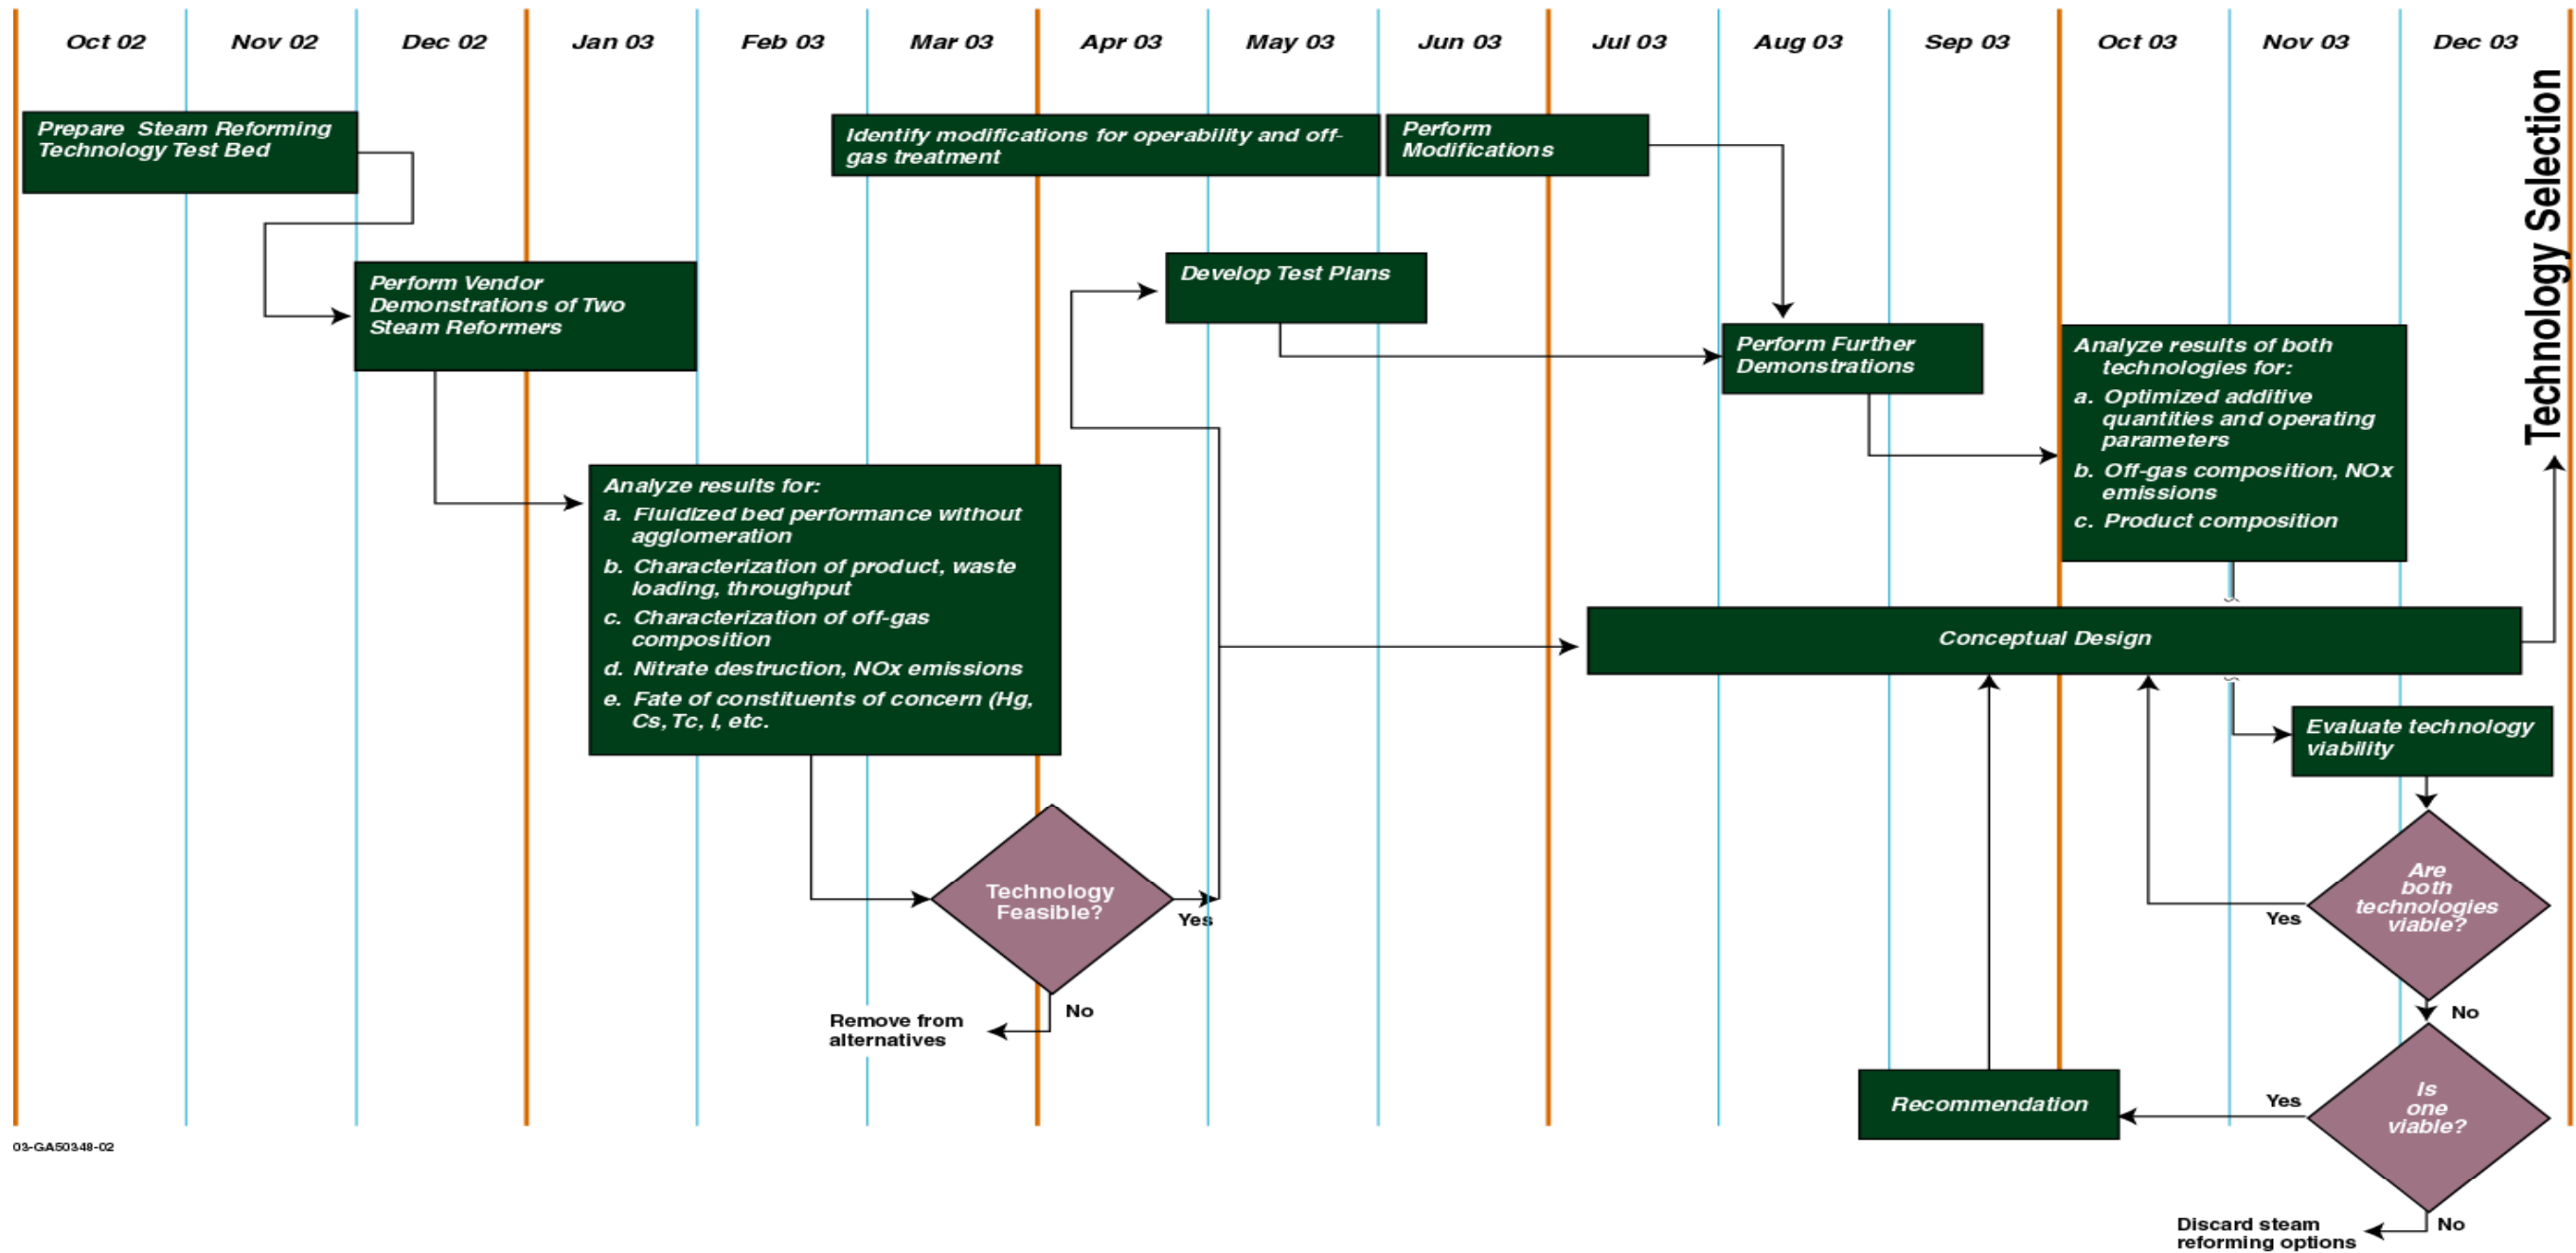 Oct 02
Nov 02
Dec 02
Jan 03
Feb 03
Mar 03
Apr 03
May 03
Jun 03
Jul 03
Aug 03
Sep 03
Oct 03
Nov 03
Dec 03
Prepare Steam Reforming
Technology Test Bed
Identify modifications for operability and off-
gas treatment
Perform
Modifications
Technology Selection
Perform Vendor
Demonstrations of Two
Steam Reformers
Develop Test Plans
Perform Further
Demonstrations
Analyze results of both
technologies for:
a. Optimized additive
quantities and operating
parameters
b. Off-gas composition, NOx
emissions
c. Product composition
Analyze results for:
a. Fluidized bed performance without
agglomeration
b. Characterization of product, waste
loading, throughput
c. Characterization of off-gas
composition
d. Nitrate destruction, NOx emissions
e. Fate of constituents of concern (Hg,
Cs, Tc, I, etc.
Conceptual Design
Evaluate technology
viability
Technology
Feasible?
Yes
No
Remove from
alternatives
Are
both
technologies
viable?
Yes
No
Is
one
viable?
Yes
Recommendation
No
Discard steam
reforming options
03-GA50348-02